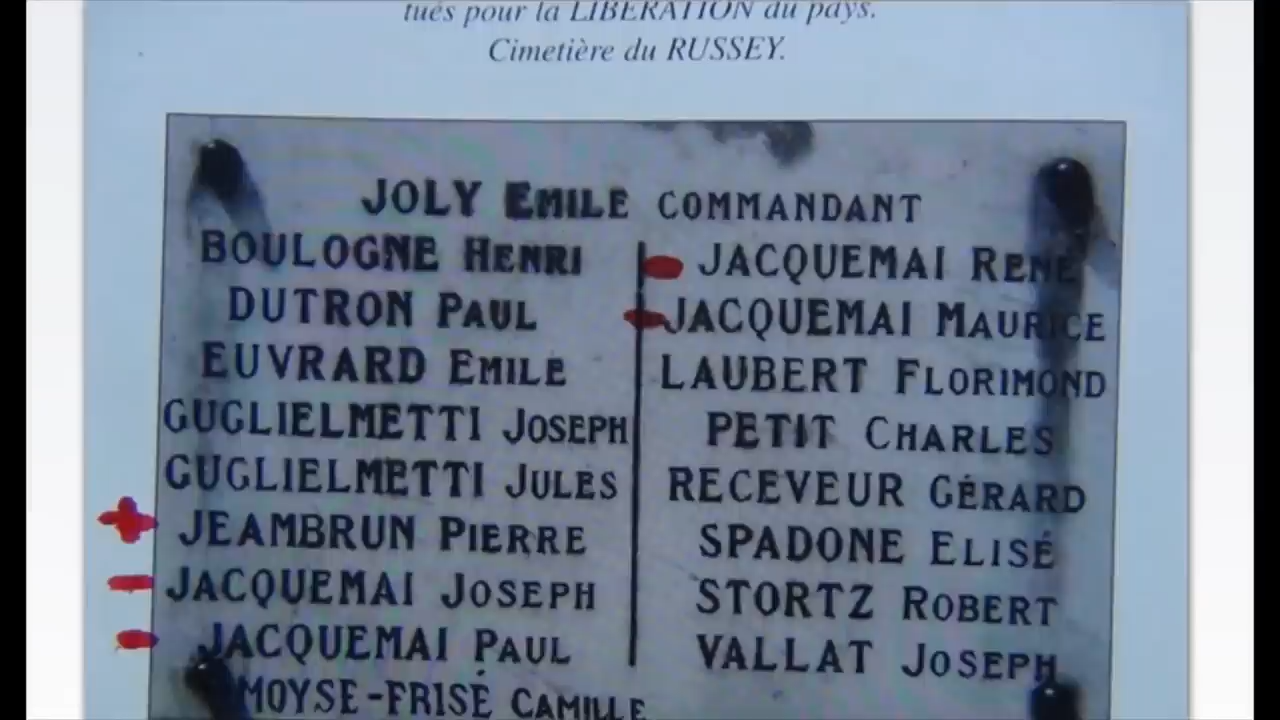 tués pour la LIBÉRATION du pays.
Cimetière du RUSSEY.
JOLY EMILE COMMANDANT
BOULOGNE HENRI
DUTRON PAUL
EUVRARD EMILE
GUGLIELMETTI JOSEPH
GUGLIELMETTI JULES
JEAMBRUN PIERRE
JACQUEMAI JOSEPH
JACQUEMAI PAUL
MOYSE-FRISÉ CAMILLE
JACQUEMAI RENÉ
JACQUEMAI MAURICE
LAUBERT FLORIMOND
PETIT CHARLES
RECEVEUR GÉRARD
SPADONE ELISÉ
STORTZ ROBERT
VALLAT JOSEPH